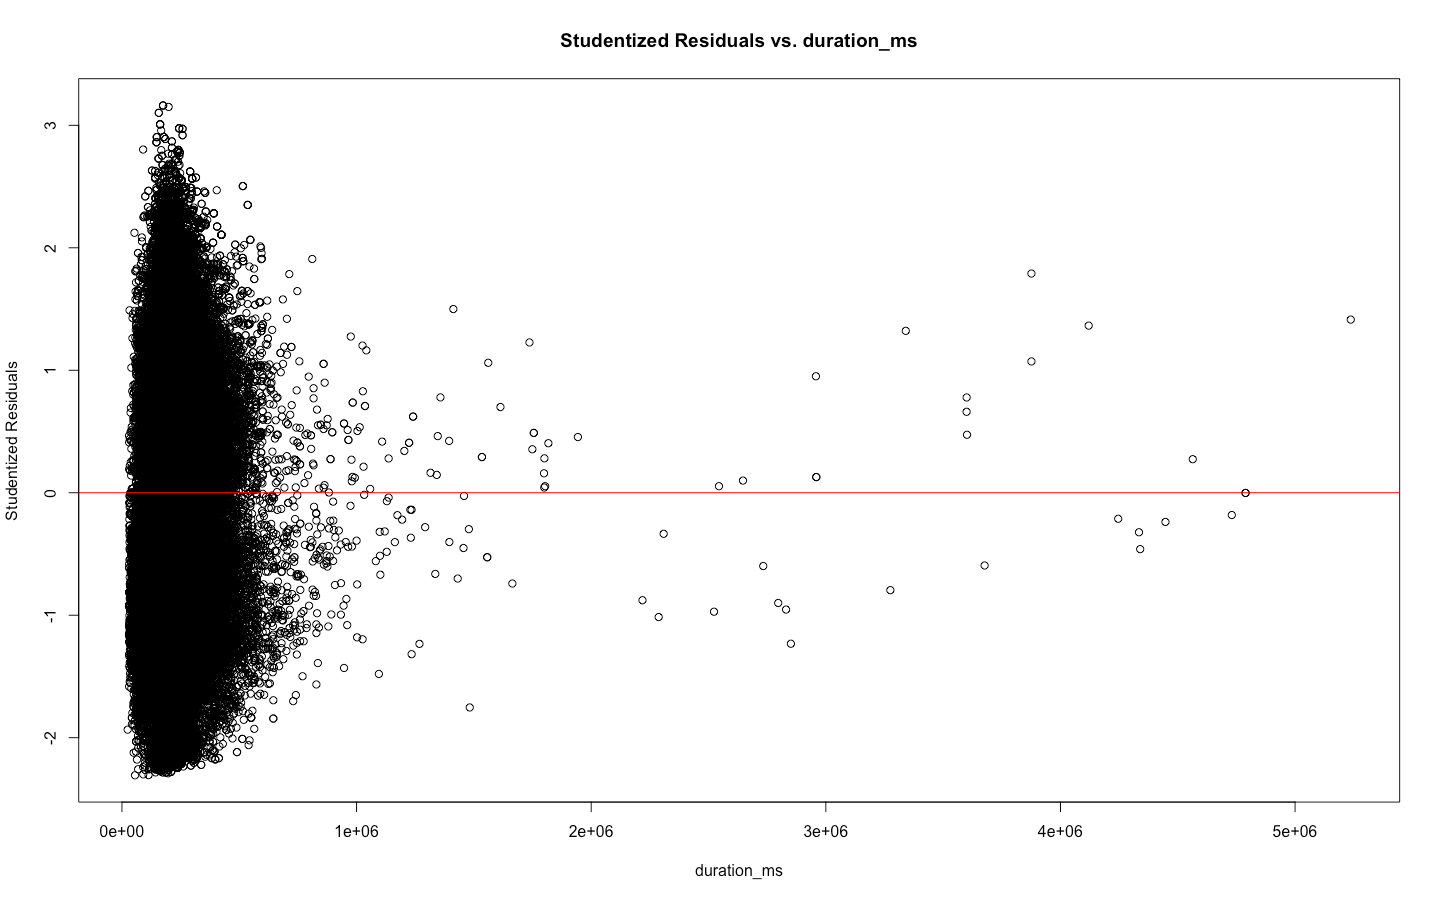 Studentized Residuals vs. duration_ms
Studentized Residuals
3
2
1
0
-1
-2
0e+00 1e+06 2e+06 3e+06 4e+06 5e+06
duration_ms